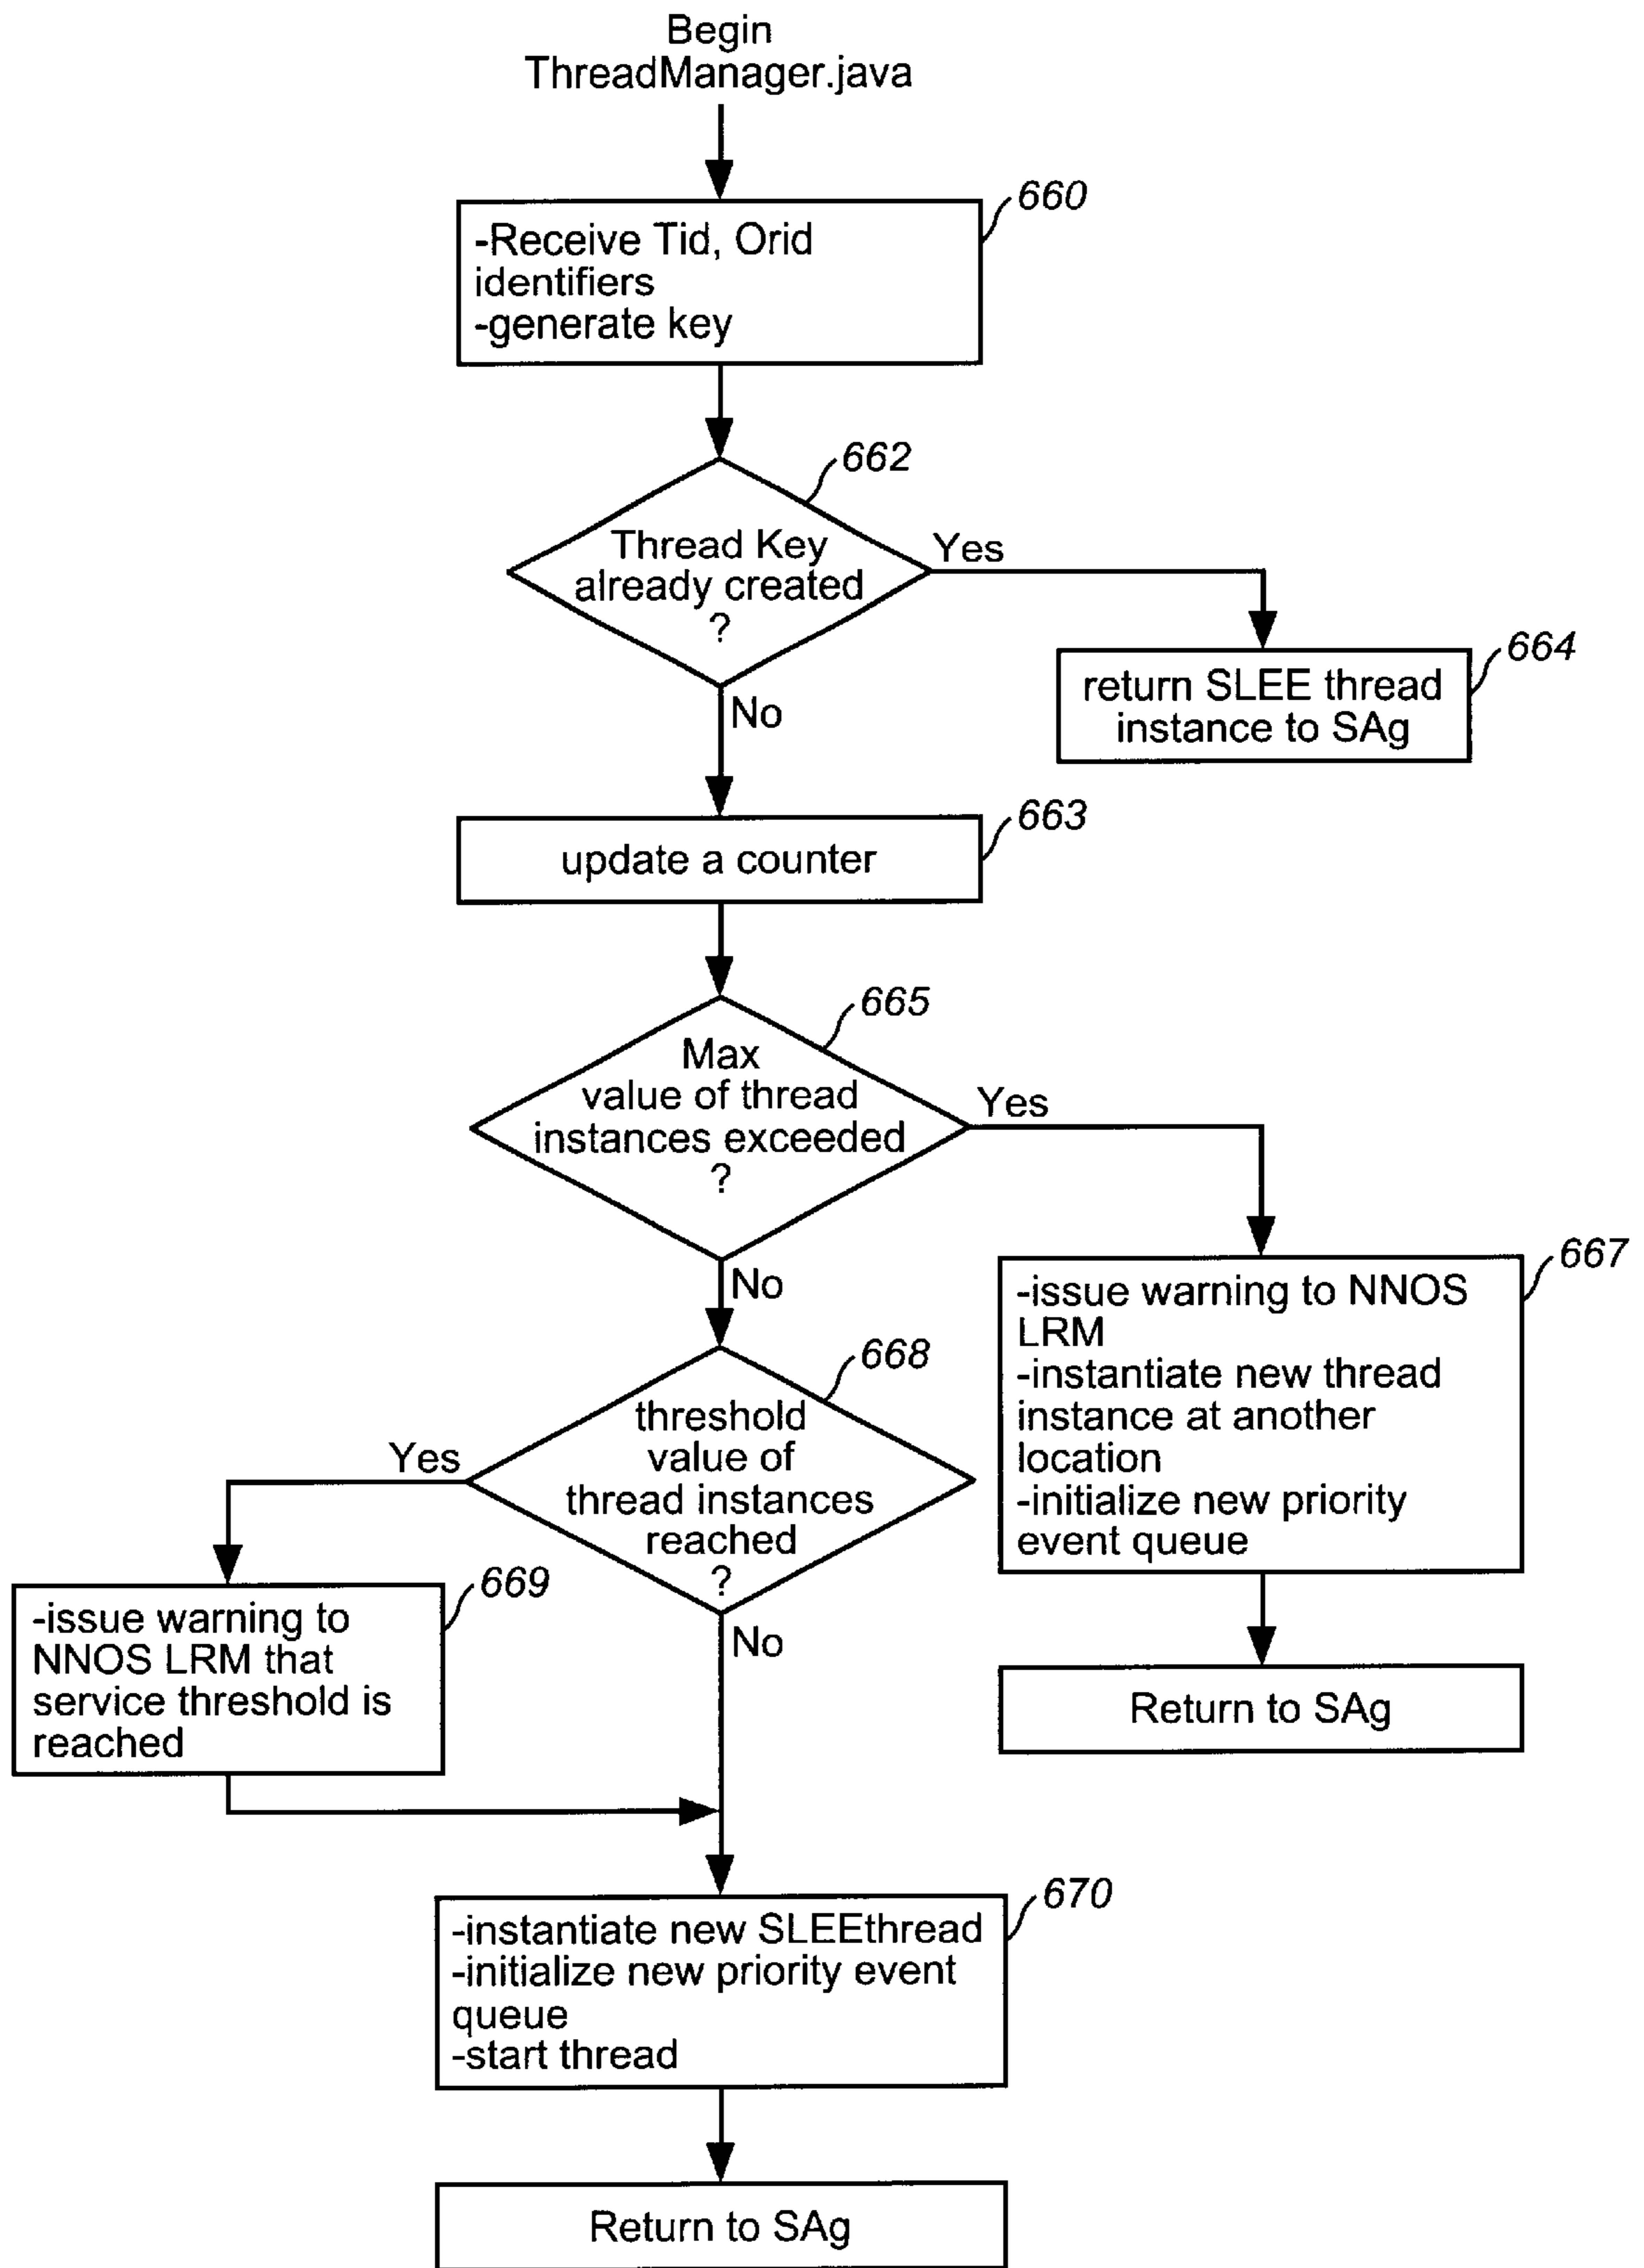 Begin
ThreadManager.java
660
-Receive Tid, Orid
identifiers
-generate key
662
Thread Key
already created
?
Yes
664
return SLEE thread
instance to SAg
No
663
update a counter
665
Max
value of thread
instances exceeded
?
Yes
No
667
-issue warning to NNOS
LRM
-instantiate new thread
instance at another
location
-initialize new priority
event queue
668
threshold
value of
thread instances
reached
?
Yes
No
669
-issue warning to
NNOS LRM that
service threshold is
reached
Return to SAg
670
-instantiate new SLEEthread
-initialize new priority event
queue
-start thread
Return to SAg